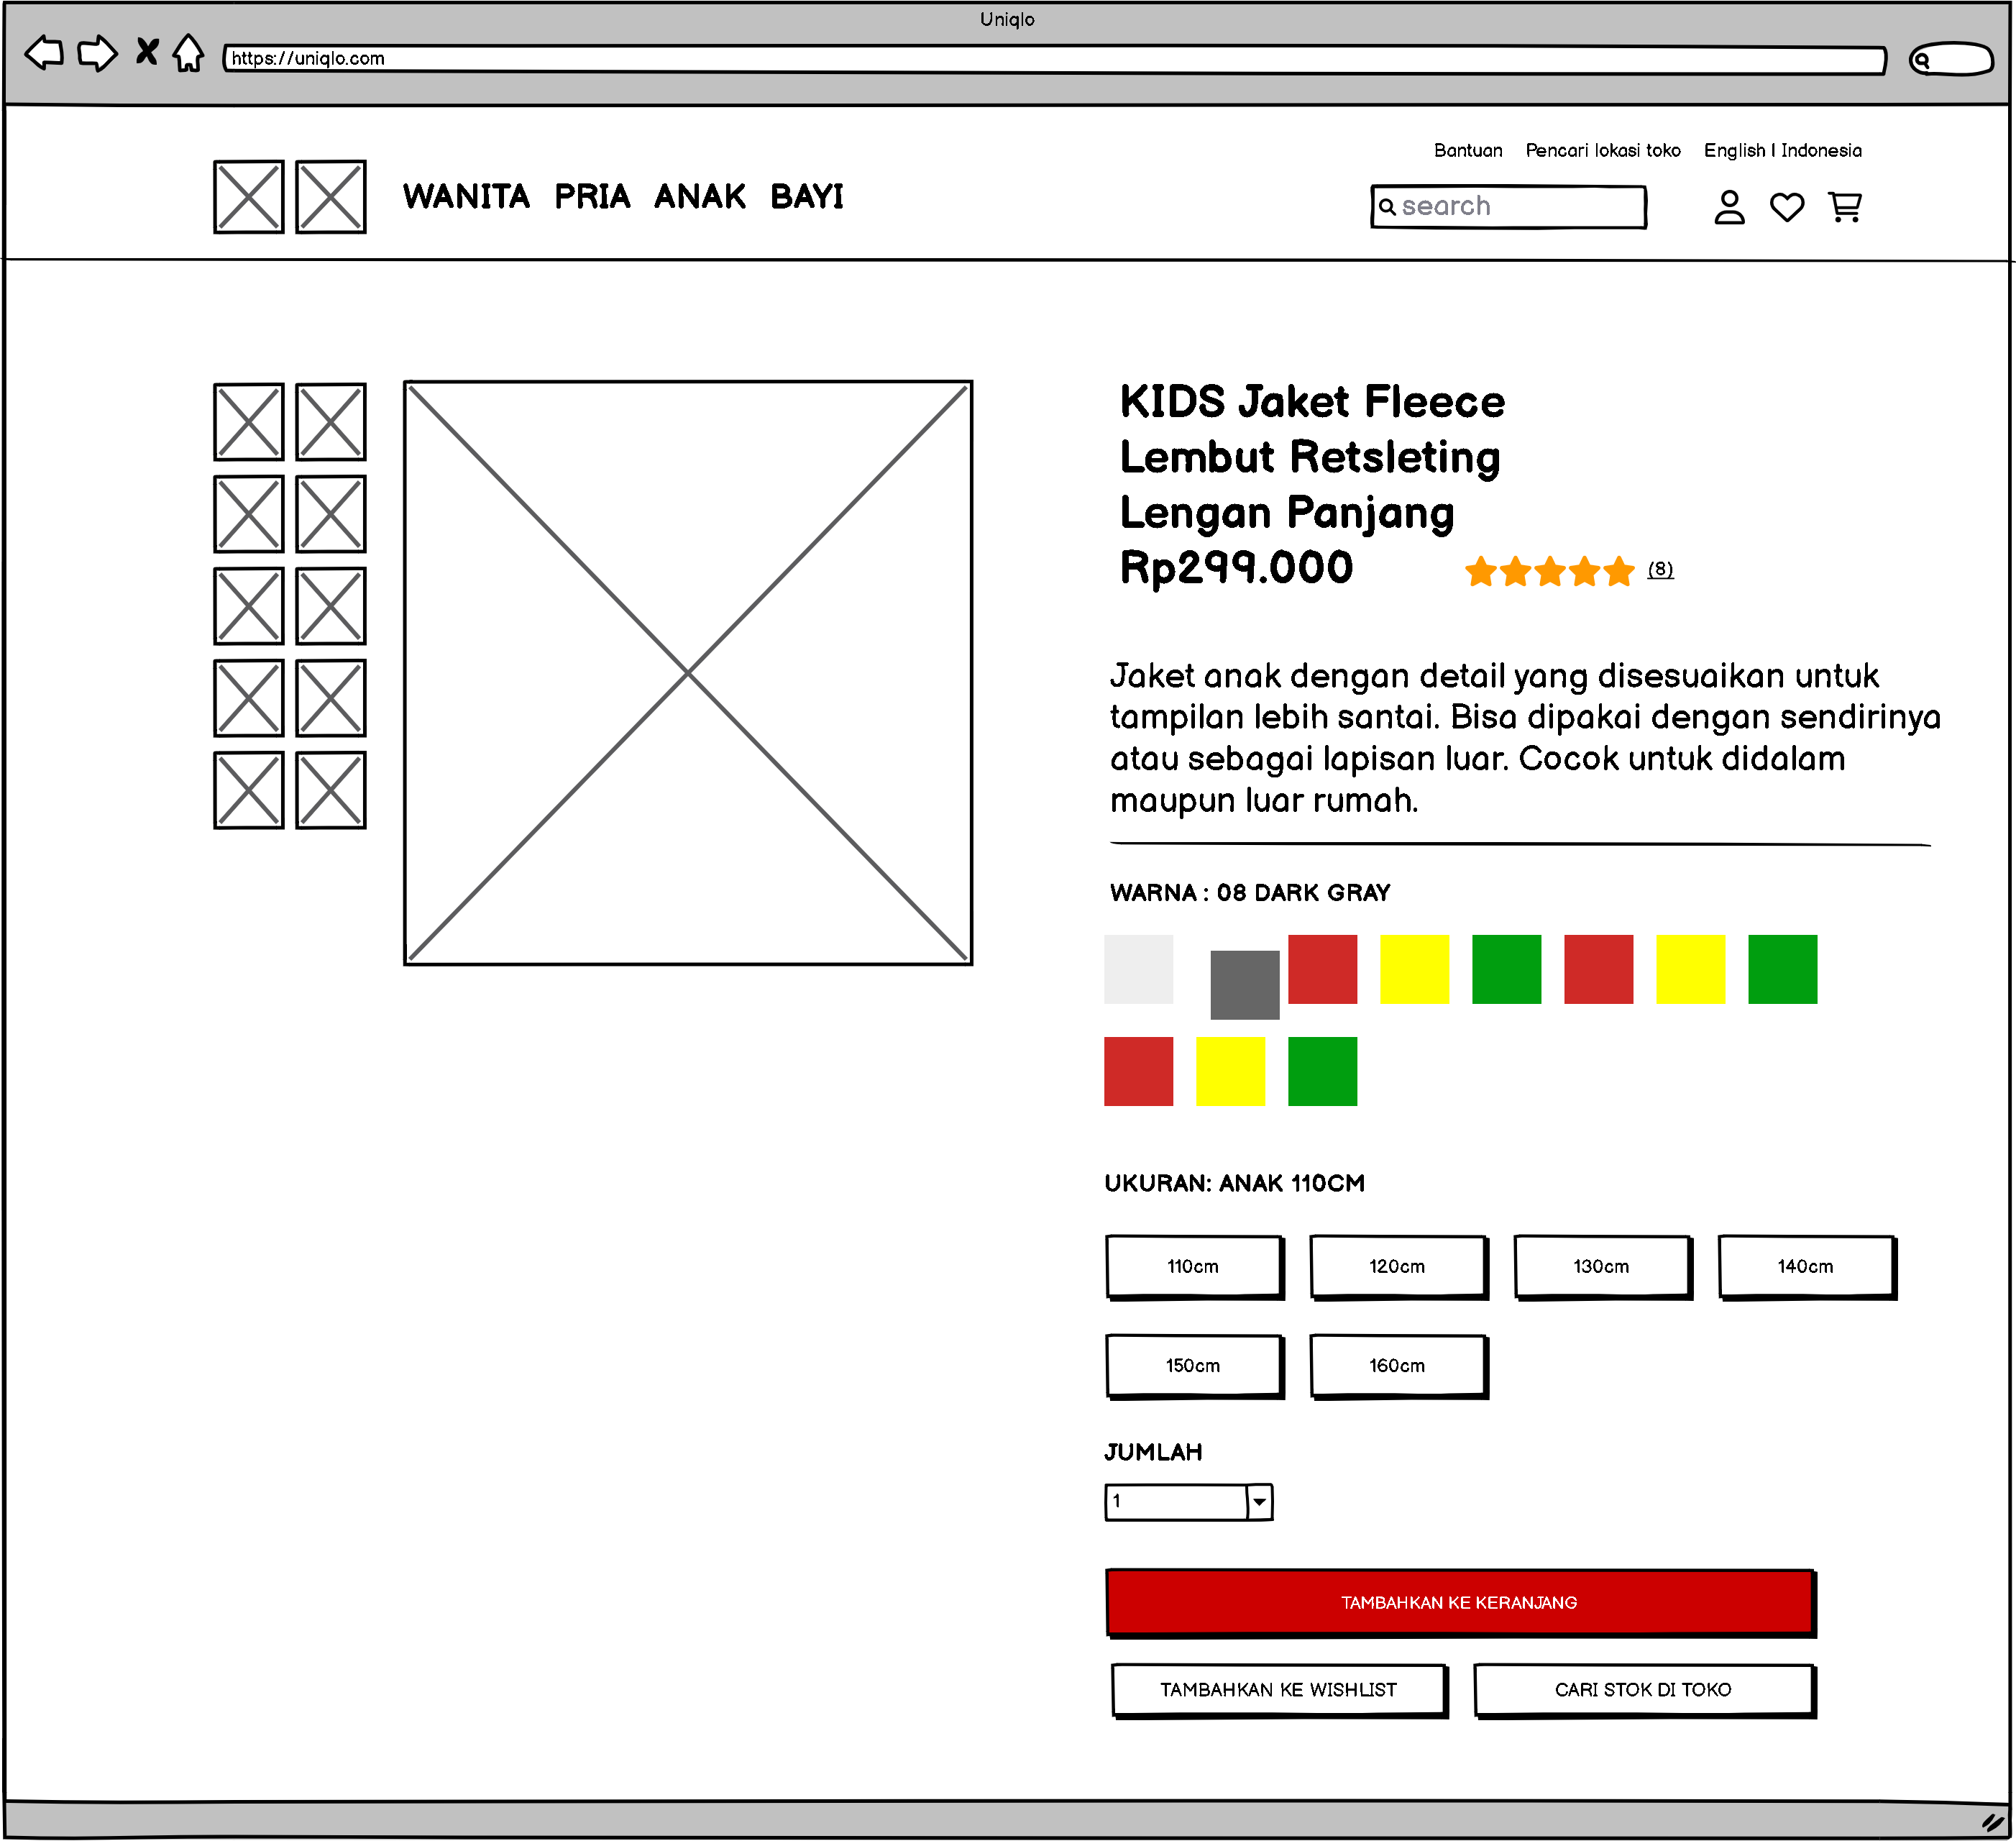 Uniqlo
https://uniqlo.com
Bantuan Pencari lokasi toko English | Indonesia
WANITA PRIA ANAK BAYI
search
KIDS Jaket Fleece
Lembut Retsleting
Lengan Panjang
Rp299.000
(8)
Jaket anak dengan detail yang disesuaikan untuk
tampilan lebih santai. Bisa dipakai dengan sendirinya
atau sebagai lapisan luar. Cocok untuk didalam
maupun luar rumah.
WARNA : 08 DARK GRAY
UKURAN: ANAK 110CM
110cm 120cm 130cm 140cm
150cm 160cm
JUMLAH
1
TAMBAHKAN KE KERANJANG
TAMBAHKAN KE WISHLIST CARI STOK DI TOKO